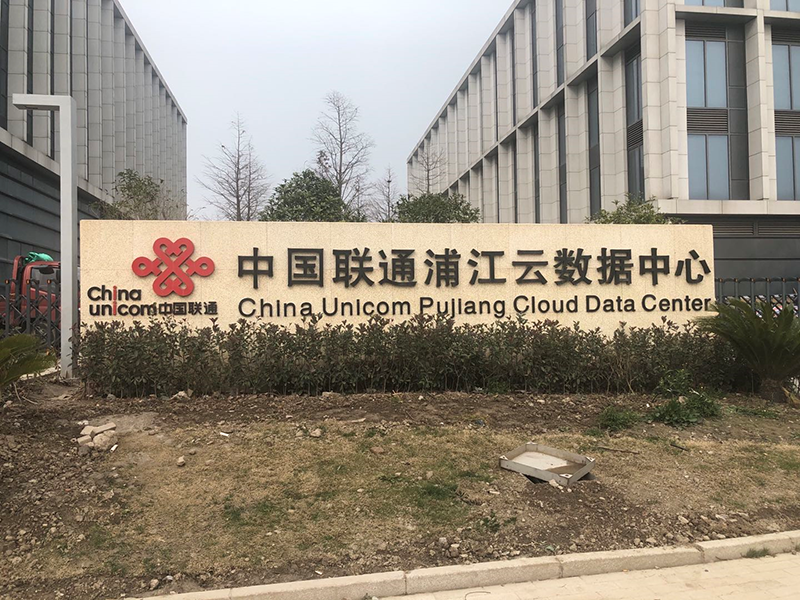 China
unicom中国联通
中国联通浦江云数据中心
China Unicom Pujiang Cloud Data Center